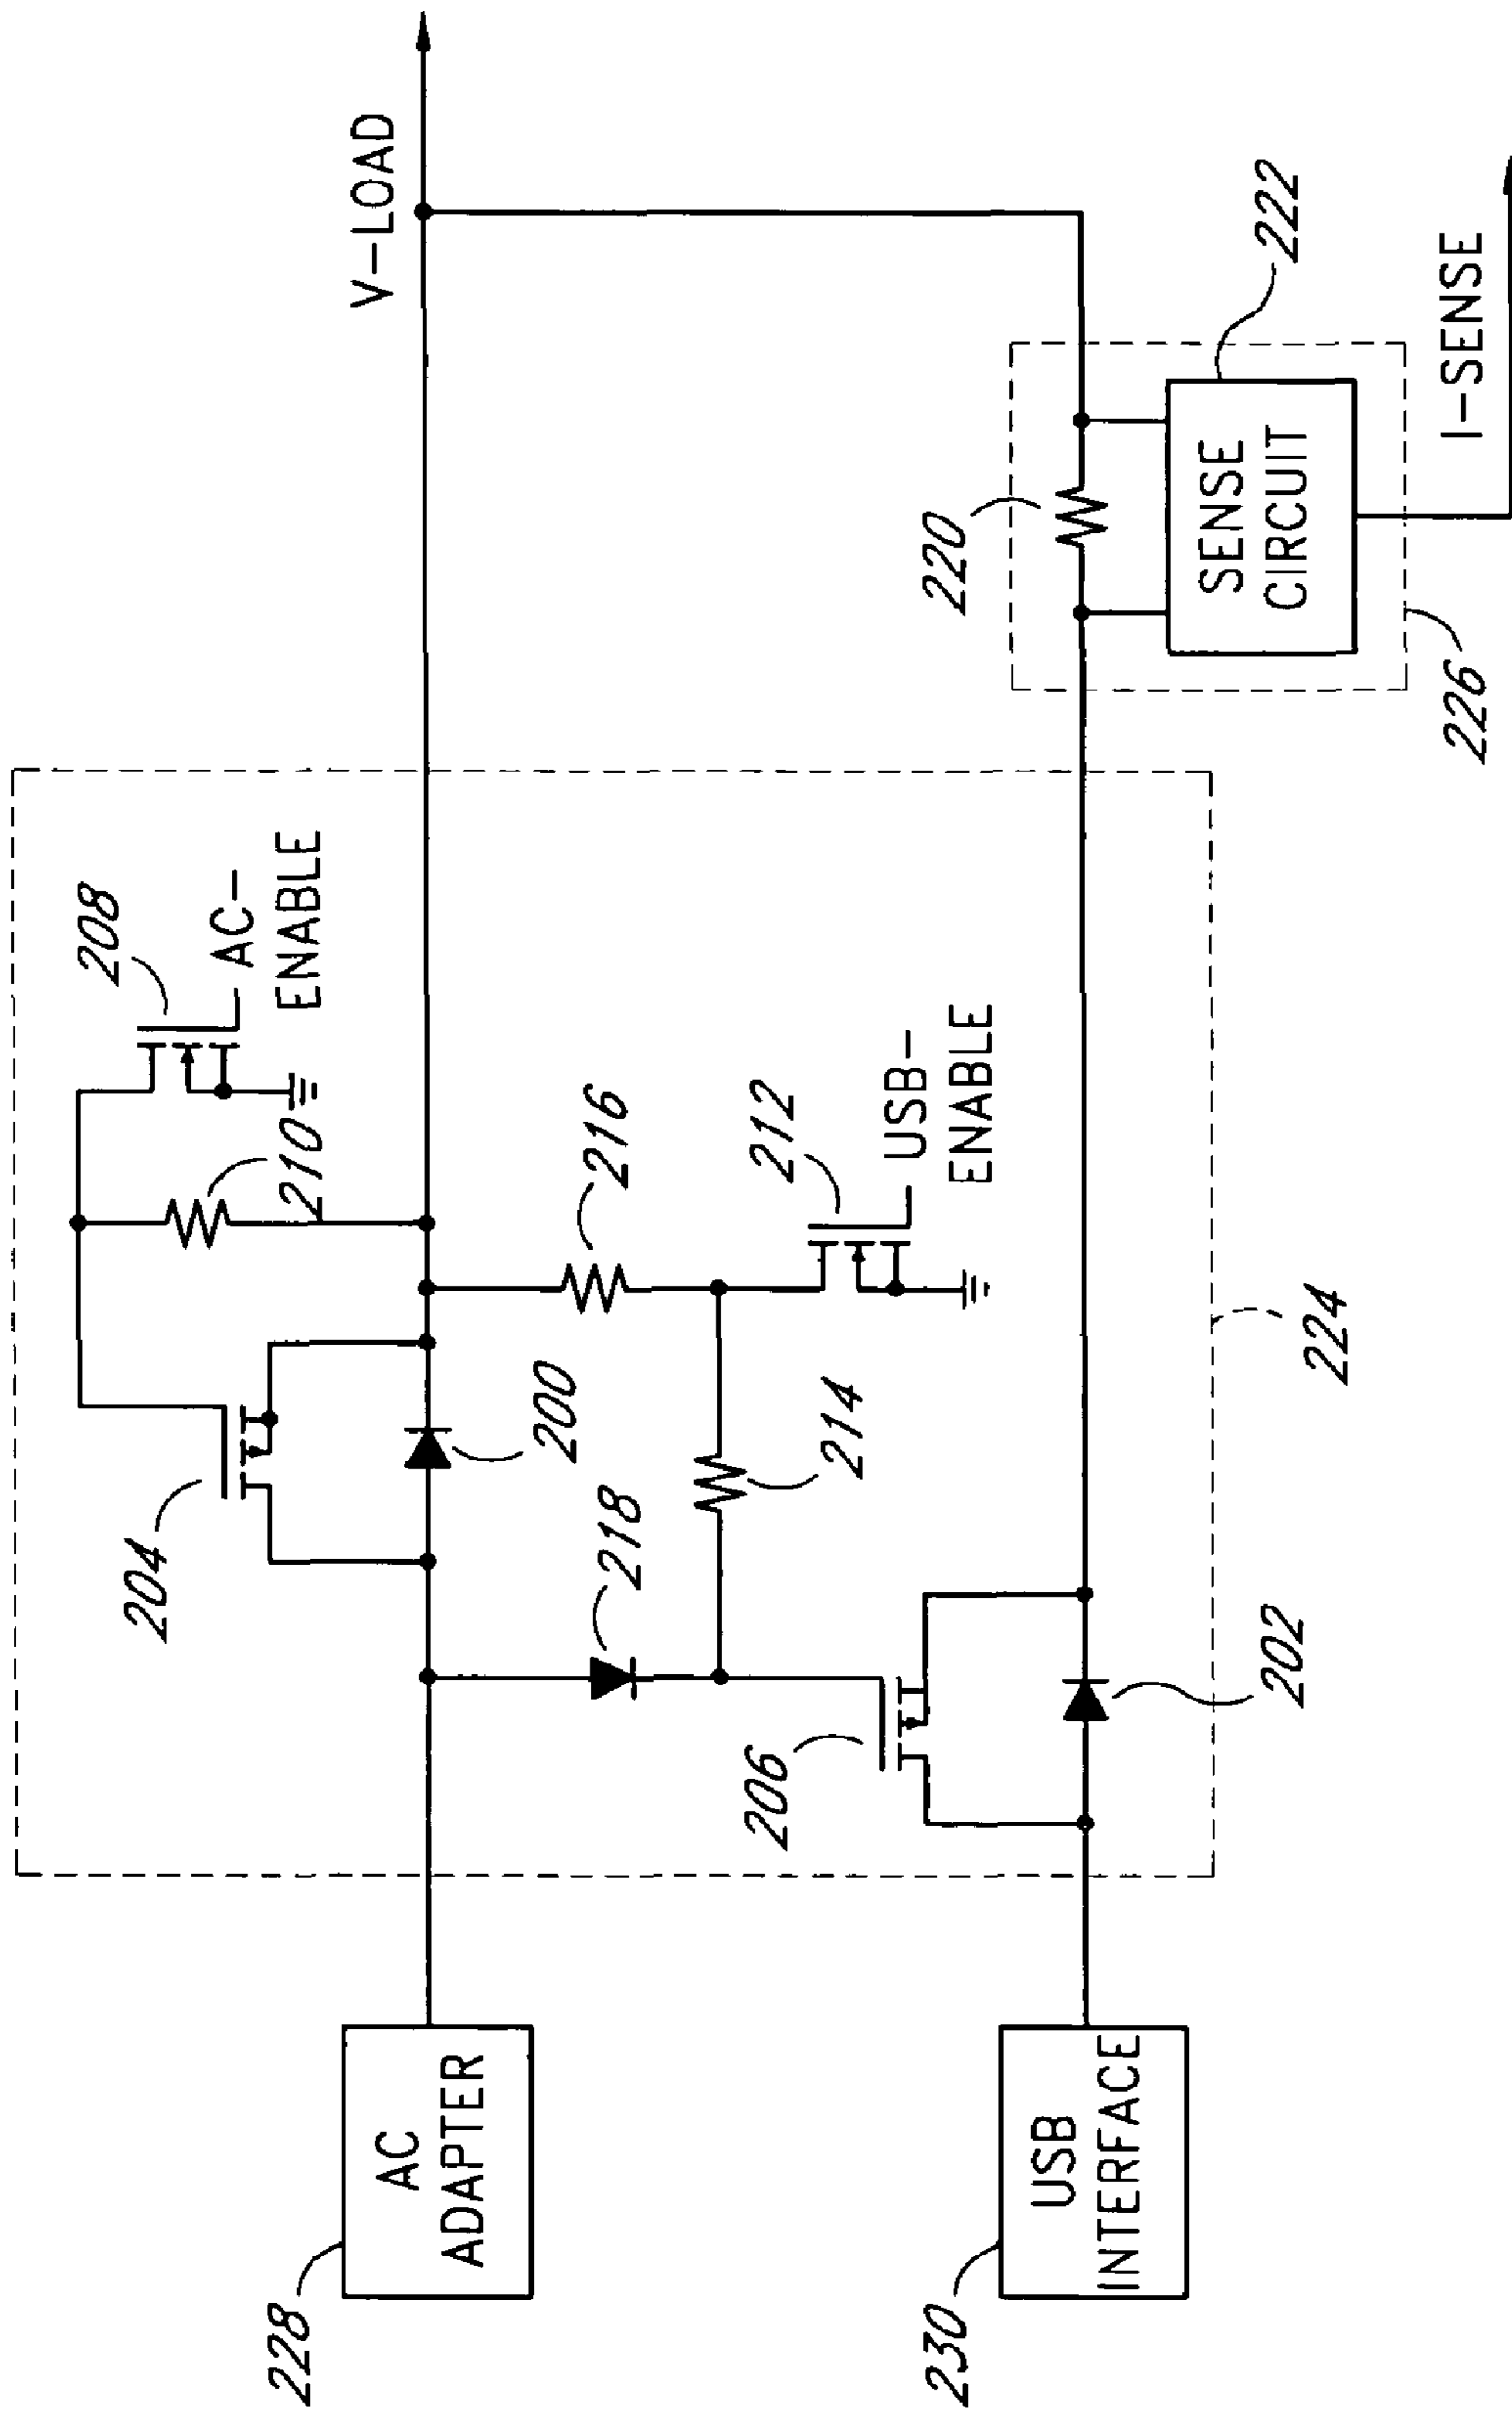 V-LOAD
208
AC-
ENABLE
210
204
200
216
218
214
212
USB-
ENABLE
206
202
224
220
222
SENSE
CIRCUIT
226
I-SENSE
228
AC
ADAPTER
230
USB
INTERFACE